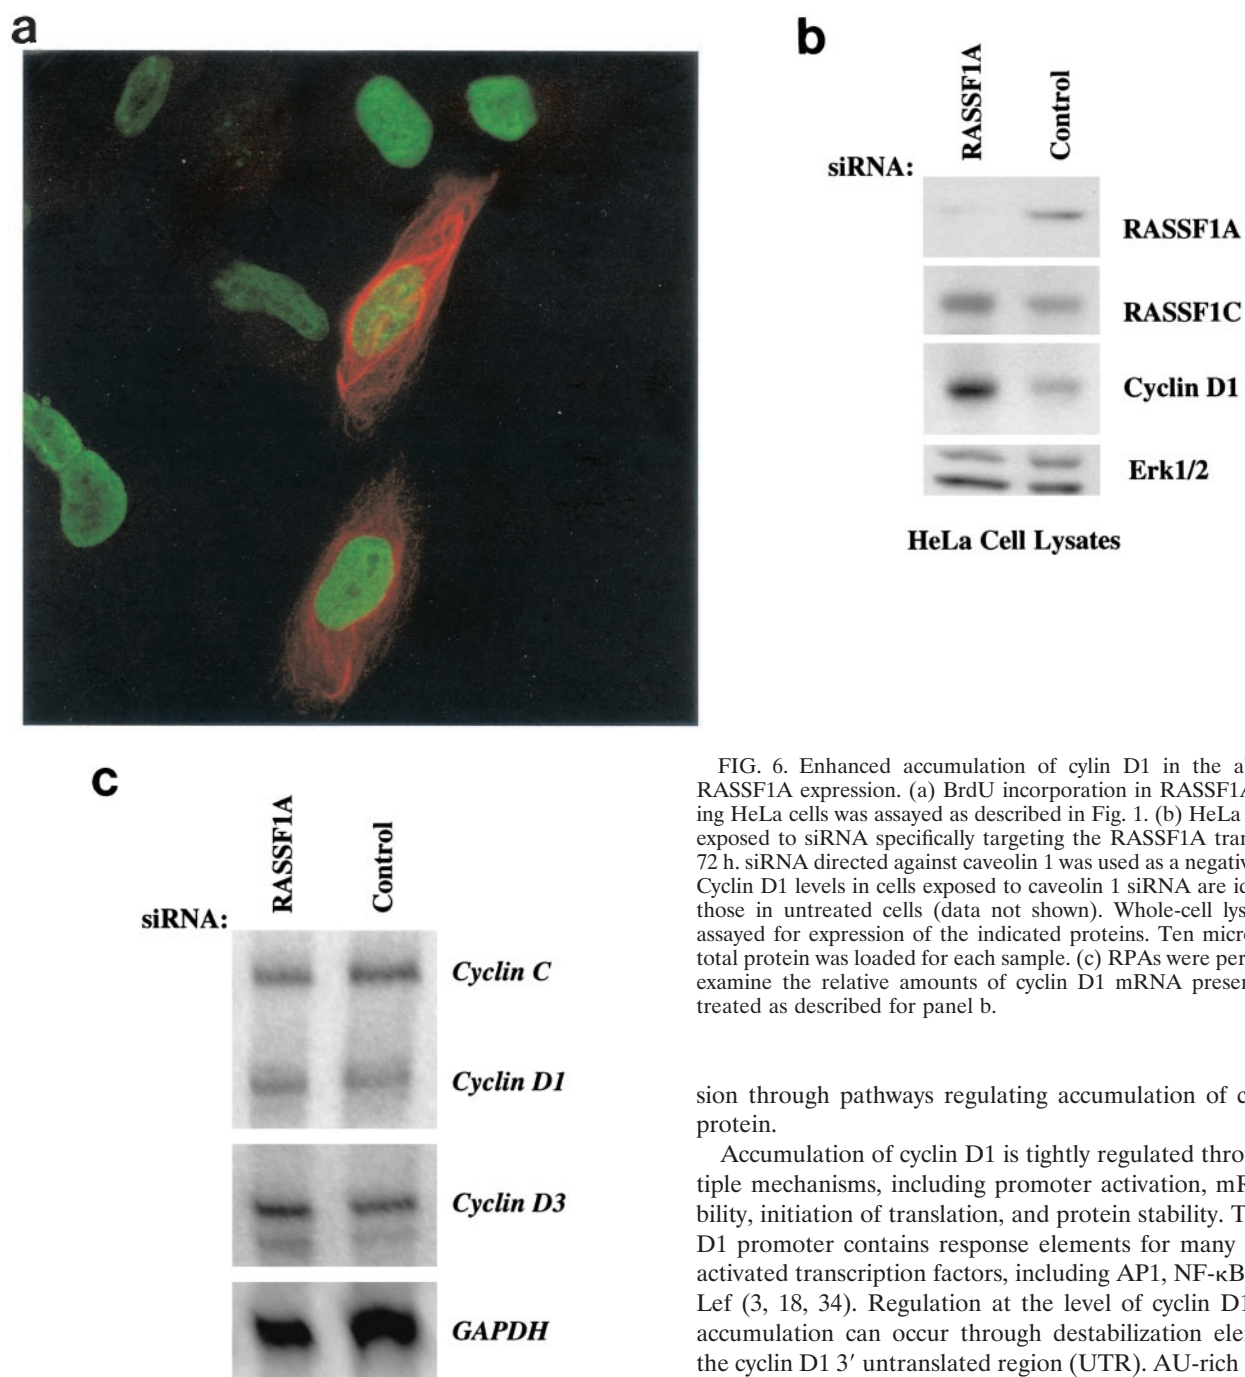 a
b
RASSF1A
Control
siRNA:
RASSF1A
RASSF1C
Cyclin D1
Erk1/2
HeLa Cell Lysates
c
RASSF1A
Control
siRNA:
Cyclin C
Cyclin D1
Cyclin D3
GAPDH
FIG. 6. Enhanced accumulation of cylin D1 in the a
RASSF1A expression. (a) BrdU incorporation in RASSF1A
ing HeLa cells was assayed as described in Fig. 1. (b) HeLa
exposed to siRNA specifically targeting the RASSF1A tran
72 h. siRNA directed against caveolin 1 was used as a negativ
Cyclin D1 levels in cells exposed to caveolin 1 siRNA are id
those in untreated cells (data not shown). Whole-cell lys
assayed for expression of the indicated proteins. Ten micro
total protein was loaded for each sample. (c) RPAs were per
examine the relative amounts of cyclin D1 mRNA presen
treated as described for panel b.
sion through pathways regulating accumulation of c
protein.
Accumulation of cyclin D1 is tightly regulated thro
tiple mechanisms, including promoter activation, mR
bility, initiation of translation, and protein stability. T
D1 promoter contains response elements for many
activated transcription factors, including AP1, NF-κB
Lef (3, 18, 34). Regulation at the level of cyclin D1
accumulation can occur through destabilization ele
the cyclin D1 3′ untranslated region (UTR). AU-rich